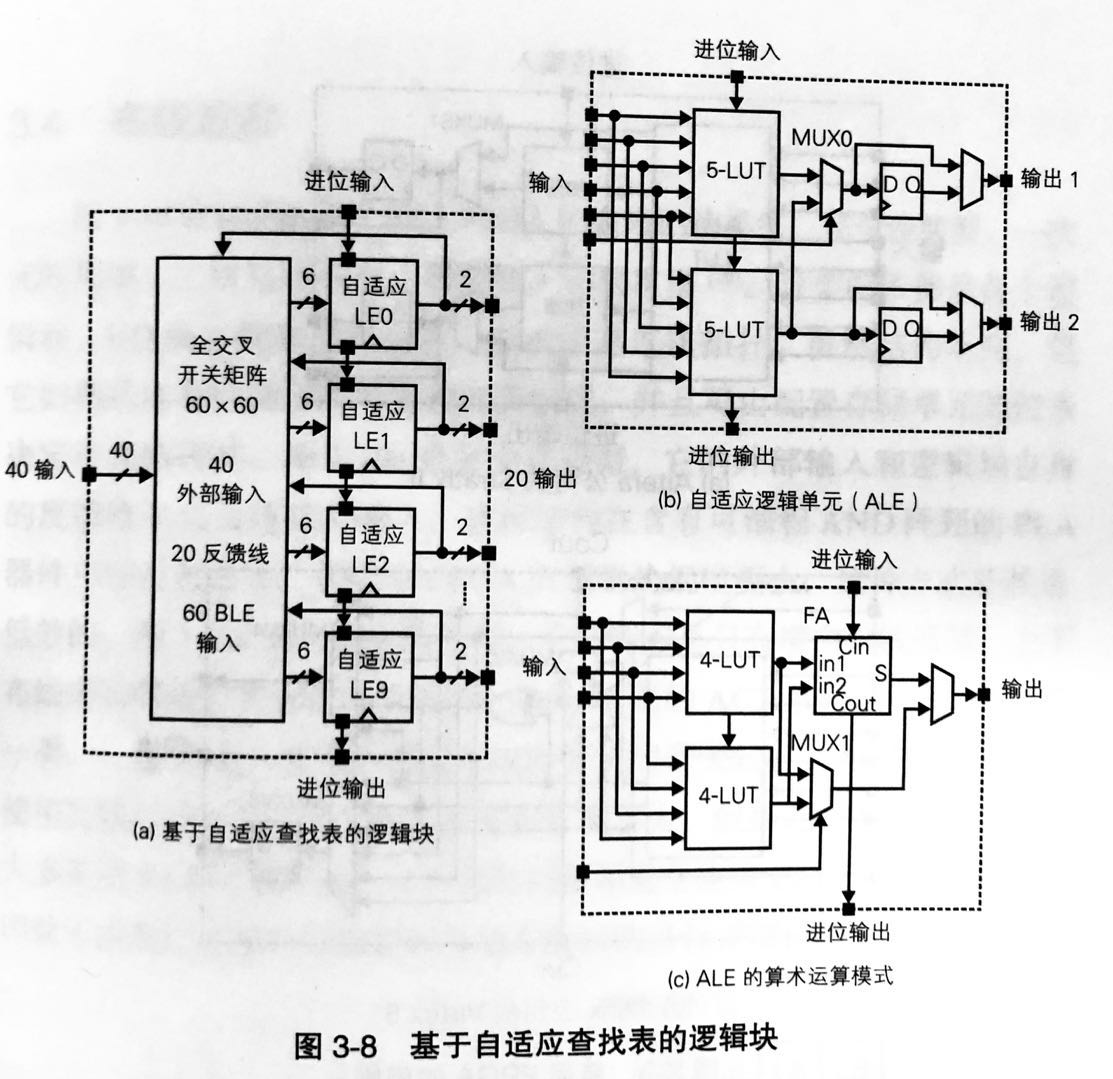 进位输入
全交叉
开关矩阵
60×60
40
外部输入
20 反馈线
60 BLE
输入
40 输入
40
6
自适应
LE0
2
6
自适应
LE1
2
6
自适应
LE2
2
6
自适应
LE9
2
20 输出
进位输出
(a) 基于自适应查找表的逻辑块
进位输入
输入
5-LUT
MUX0
D Q
输出 1
5-LUT
D Q
输出 2
进位输出
(b) 自适应逻辑单元（ALE）
进位输入
FA
输入
4-LUT
Cin
in1
in2
S
Cout
输出
MUX1
4-LUT
进位输出
(c) ALE 的算术运算模式
图 3-8 基于自适应查找表的逻辑块